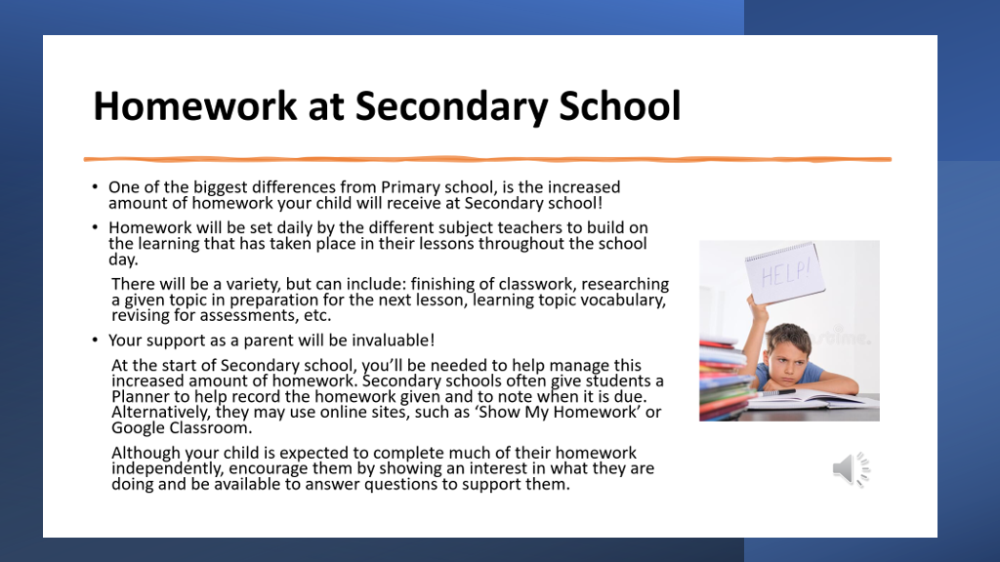 Homework at Secondary School
• One of the biggest differences from Primary school, is the increased
amount of homework your child will receive at Secondary school!
• Homework will be set daily by the different subject teachers to build on
the learning that has taken place in their lessons throughout the school
day.
There will be a variety, but can include: finishing of classwork, researching
a given topic in preparation for the next lesson, learning topic vocabulary,
revising for assessments, etc.
• Your support as a parent will be invaluable!
At the start of Secondary school, you’ll be needed to help manage this
increased amount of homework. Secondary schools often give students a
Planner to help record the homework given and to note when it is due.
Alternatively, they may use online sites, such as ‘Show My Homework’ or
Google Classroom.
Although your child is expected to complete much of their homework
independently, encourage them by showing an interest in what they are
doing and be available to answer questions to support them.
HELP!